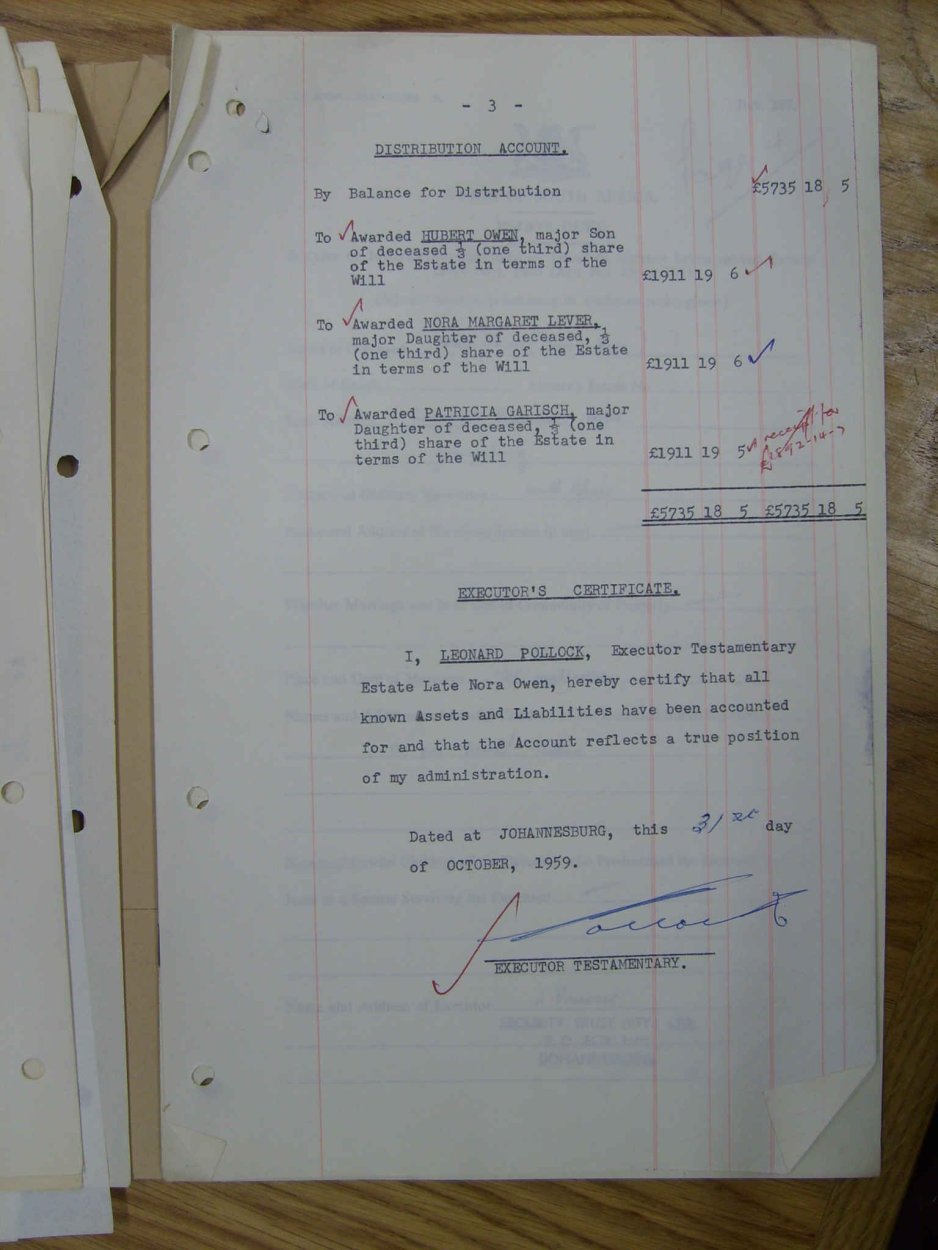 - 3 -
DISTRIBUTION ACCOUNT.
By Balance for Distribution £5735 18 5
To Awarded HUBERT OWEN, major Son
of deceased ⅓ (one third) share
of the Estate in terms of the
Will £1911 19 6
To Awarded NORA MARGARET LEVER,
major Daughter of deceased, ⅓
(one third) share of the Estate
in terms of the Will £1911 19 6
To Awarded PATRICIA GARISCH, major
Daughter of deceased, ⅓ (one
third) share of the Estate in
terms of the Will £1911 19 5
receipt for
£1892-14-7
£5735 18 5 £5735 18 5
EXECUTOR'S CERTIFICATE.
I, LEONARD POLLOCK, Executor Testamentary
Estate Late Nora Owen, hereby certify that all
known Assets and Liabilities have been accounted
for and that the Account reflects a true position
of my administration.
Dated at JOHANNESBURG, this 31st day
of OCTOBER, 1959.
EXECUTOR TESTAMENTARY.